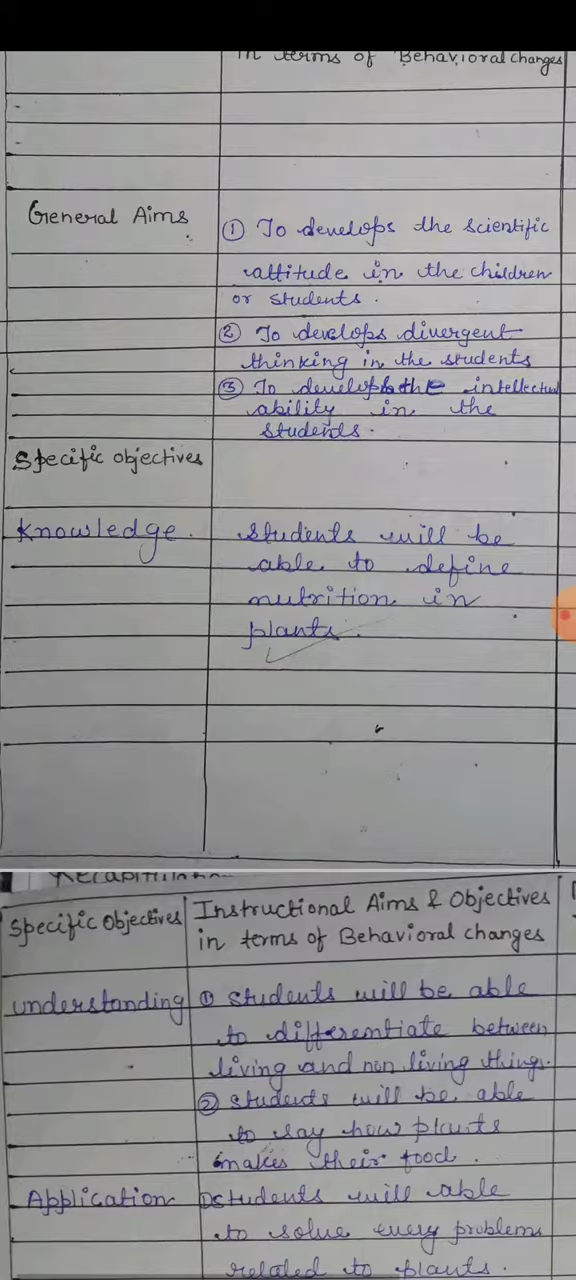 in terms of Behavioral changes
General Aims
① To develops the scientific
attitude in the children
or students.
② To develops divergent
thinking in the students
③ To develops the intellectual
ability in the
students.
Specific objectives
Knowledge.
students will be
able to define
nutrition in
plants.
Recapitulation
Specific Objectives
Instructional Aims & Objectives
in terms of Behavioral changes
understanding
① students will be able
to differentiate between
living and non living things.
② students will be able
to say how plants
makes their food.
Application
① students will able
to solve every problems
related to plants.